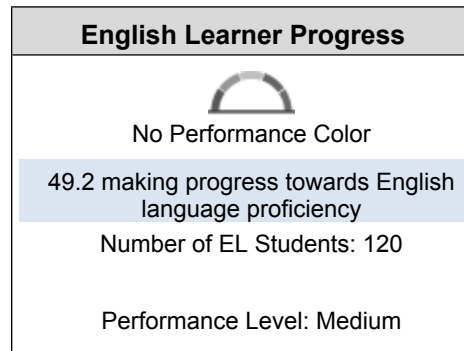 English Learner Progress
No Performance Color
49.2 making progress towards English
language proficiency
Number of EL Students: 120
Performance Level: Medium